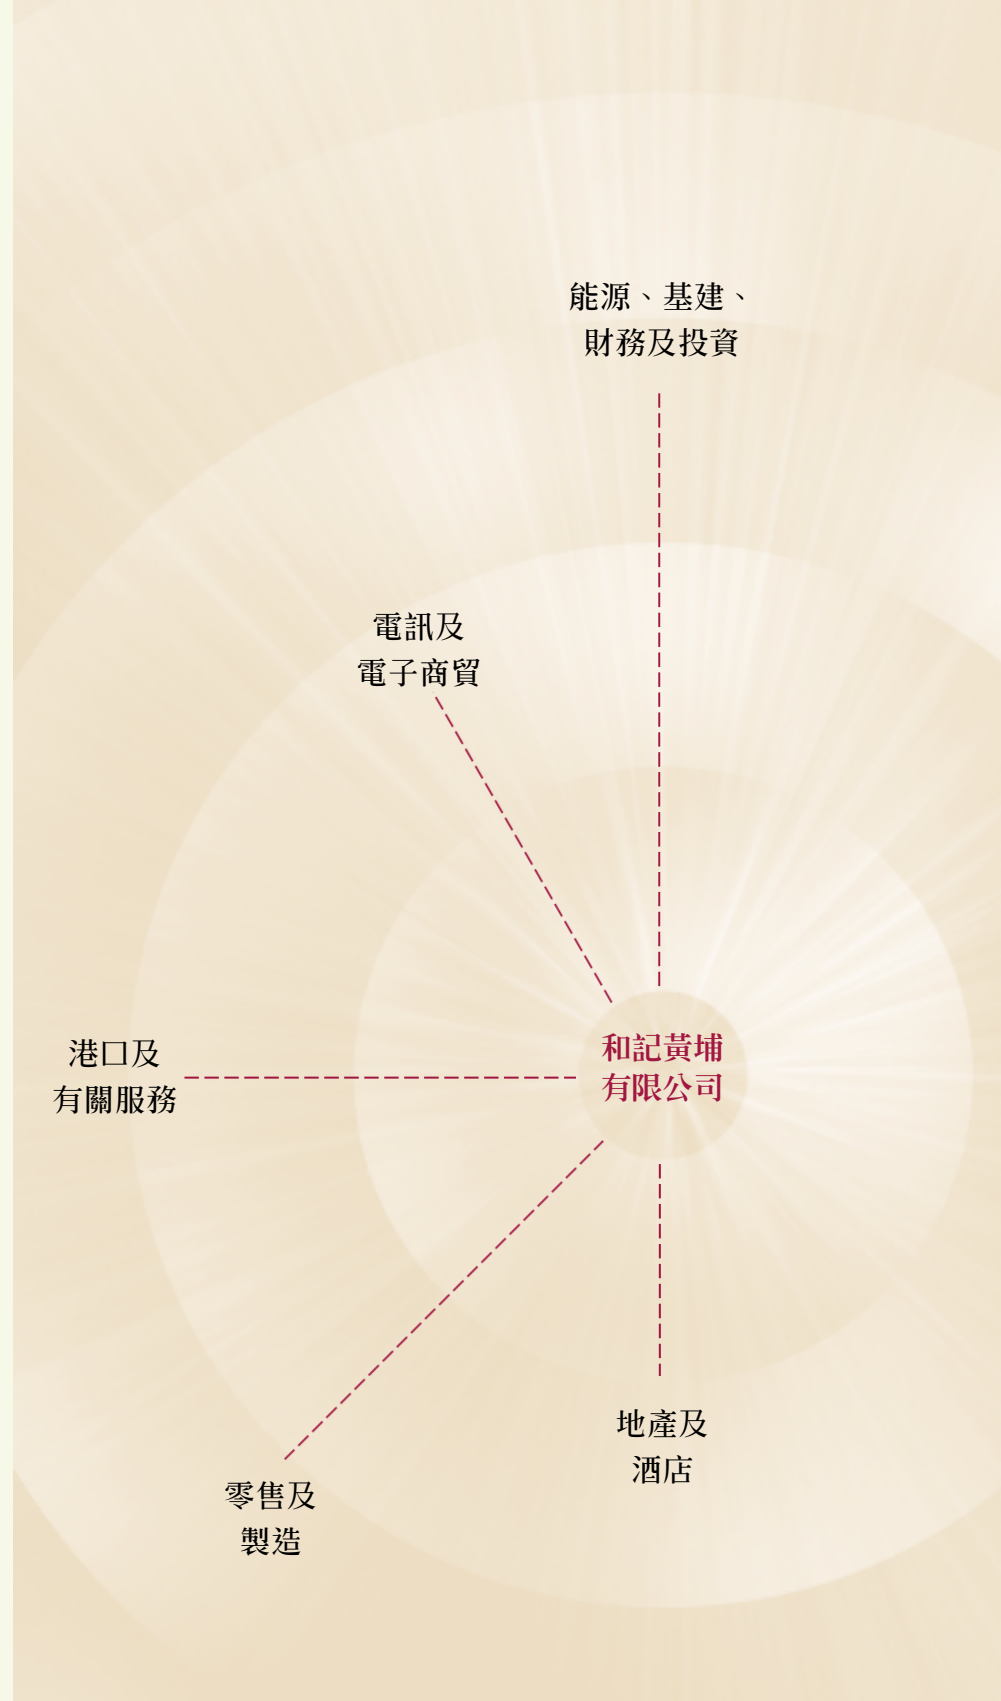 能源、基建、
財務及投資
電訊及
電子商貿
港口及
有關服務
和記黃埔
有限公司
地產及
酒店
零售及
製造